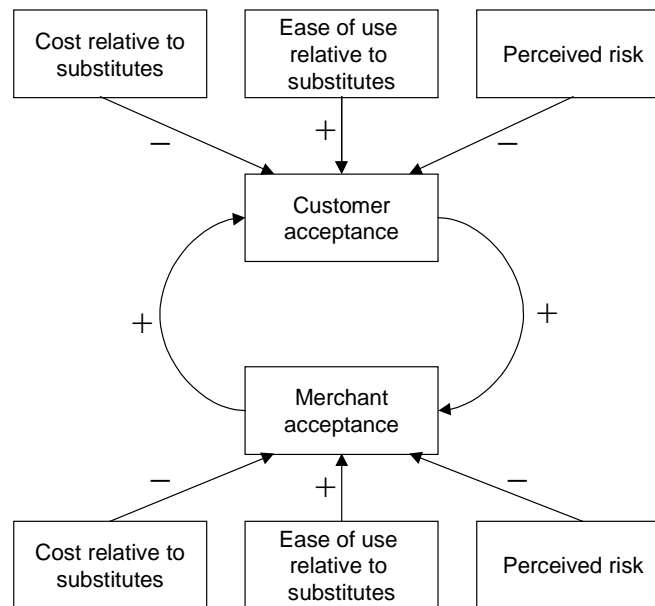 Cost relative to
substitutes
Ease of use
relative to
substitutes
Perceived risk
−
+
−
Customer
acceptance
+
+
Merchant
acceptance
−
+
−
Cost relative to
substitutes
Ease of use
relative to
substitutes
Perceived risk